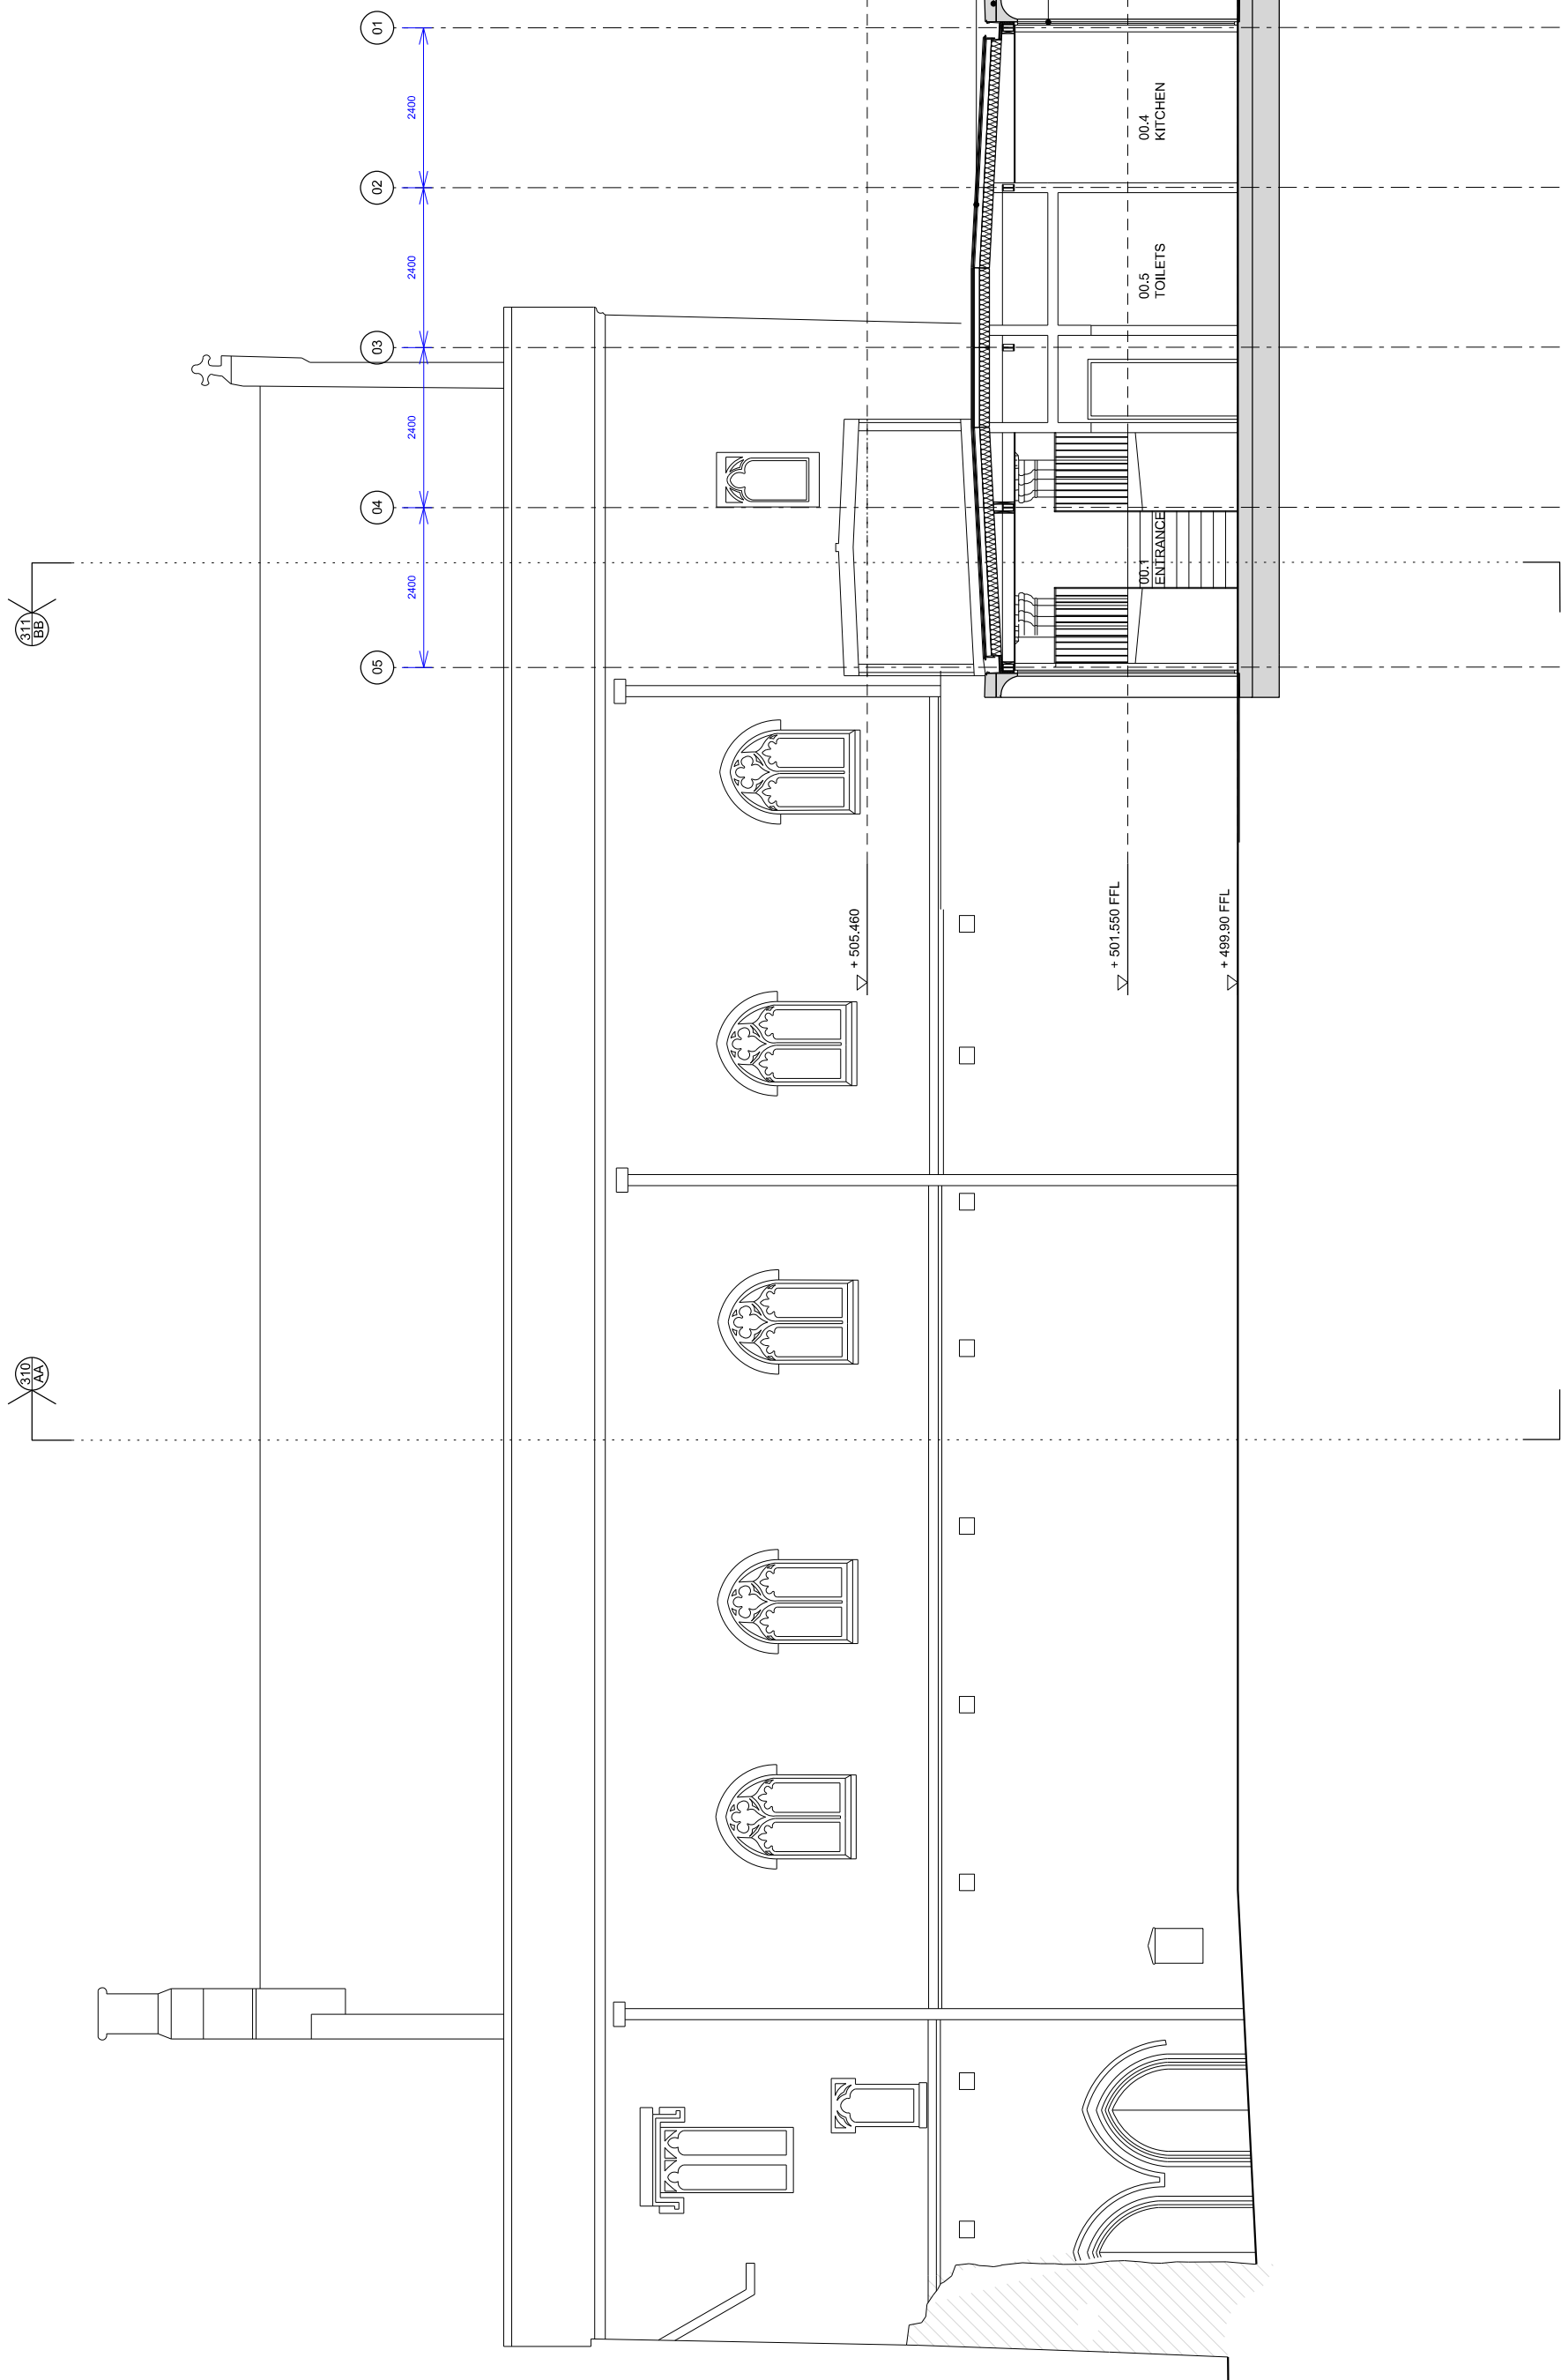 311
BB
310
AA
05
04
03
02
01
2400
2400
2400
2400
+ 505.460
+ 501.550 FFL
+ 499.90 FFL
00.1
ENTRANCE
00.5
TOILETS
00.4
KITCHEN